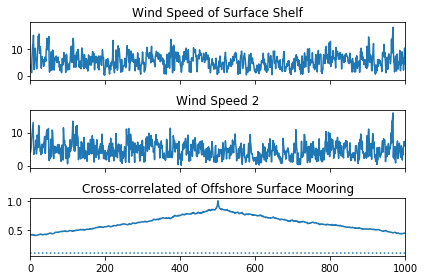 Wind Speed of Surface Shelf
20
10
0
Wind Speed 2
10
0
Cross-correlated of Offshore Surface Mooring
1.0
0.5
0 200 400 600 800 1000